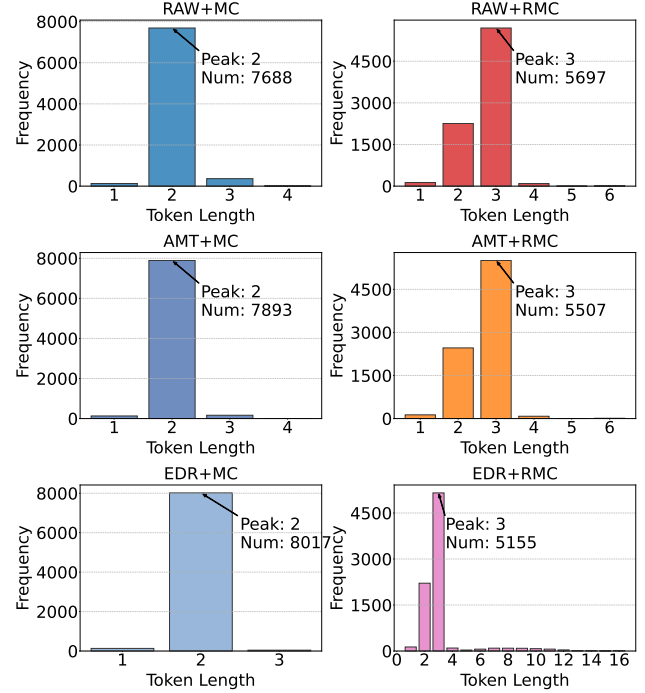 RAW+MC
8000
6000
4000
2000
0
Frequency
Peak: 2
Num: 7688
1 2 3 4
Token Length
RAW+RMC
4500
3000
1500
0
Frequency
Peak: 3
Num: 5697
1 2 3 4 5 6
Token Length
AMT+MC
8000
6000
4000
2000
0
Frequency
Peak: 2
Num: 7893
1 2 3 4
Token Length
AMT+RMC
4500
3000
1500
0
Frequency
Peak: 3
Num: 5507
1 2 3 4 5 6
Token Length
EDR+MC
8000
6000
4000
2000
0
Frequency
Peak: 2
Num: 8017
1 2 3
Token Length
EDR+RMC
4500
3000
1500
0
Frequency
Peak: 3
Num: 5155
0 2 4 6 8 10 12 14 16
Token Length